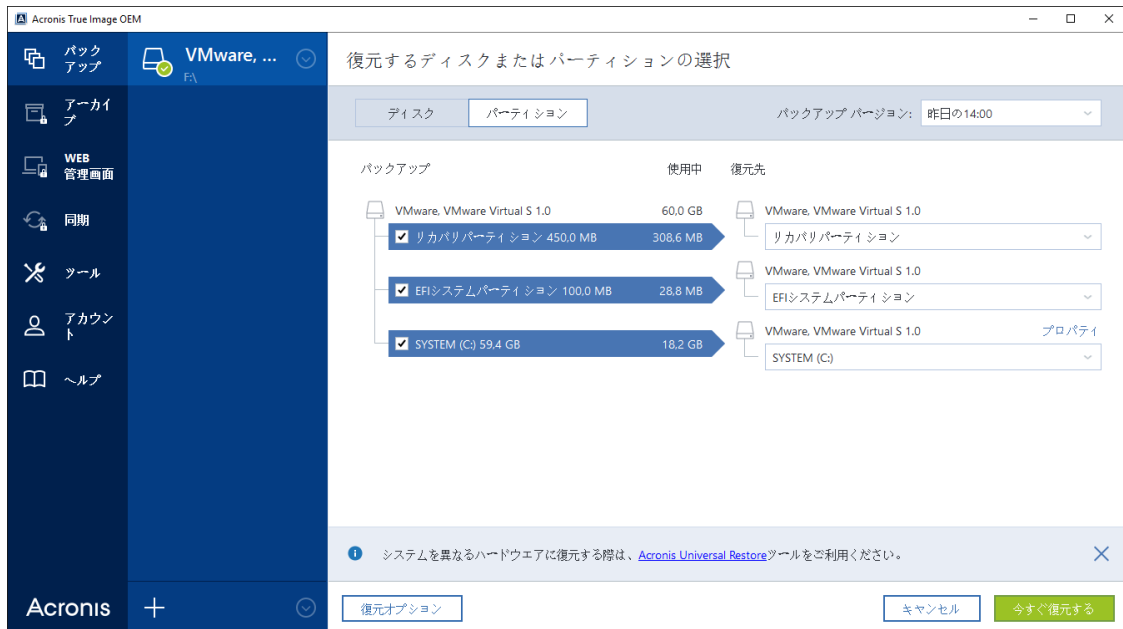 Acronis True Image OEM
バックアップ
アーカイブ
WEB
管理画面
同期
ツール
アカウント
ヘルプ
Acronis
VMware, ...
F:\
復元するディスクまたはパーティションの選択
ディスク
パーティション
バックアップ バージョン:
昨日の14:00
バックアップ
使用中
復元先
VMware, VMware Virtual S 1.0
60,0 GB
VMware, VMware Virtual S 1.0
リカバリパーティション 450,0 MB
308,6 MB
リカバリパーティション
VMware, VMware Virtual S 1.0
EFIシステムパーティション 100,0 MB
28,8 MB
EFIシステムパーティション
VMware, VMware Virtual S 1.0
プロパティ
SYSTEM (C:) 59,4 GB
18,2 GB
SYSTEM (C:)
システムを異なるハードウエアに復元する際は、Acronis Universal Restoreツールをご利用ください。
復元オプション
キャンセル
今すぐ復元する